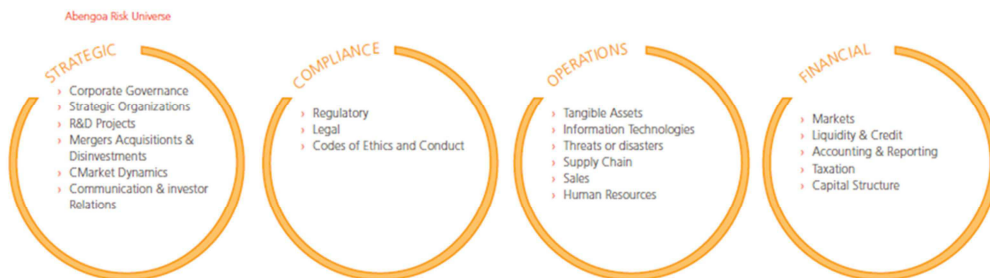 Abengoa Risk Universe
STRATEGIC
› Corporate Governance
› Strategic Organizations
› R&D Projects
› Mergers Acquisitionts &
Disinvestments
› CMarket Dynamics
› Communication & investor
Relations
COMPLIANCE
› Regulatory
› Legal
› Codes of Ethics and Conduct
OPERATIONS
› Tangible Assets
› Information Technologies
› Threats or disasters
› Supply Chain
› Sales
› Human Resources
FINANCIAL
› Markets
› Liquidity & Credit
› Accounting & Reporting
› Taxation
› Capital Structure